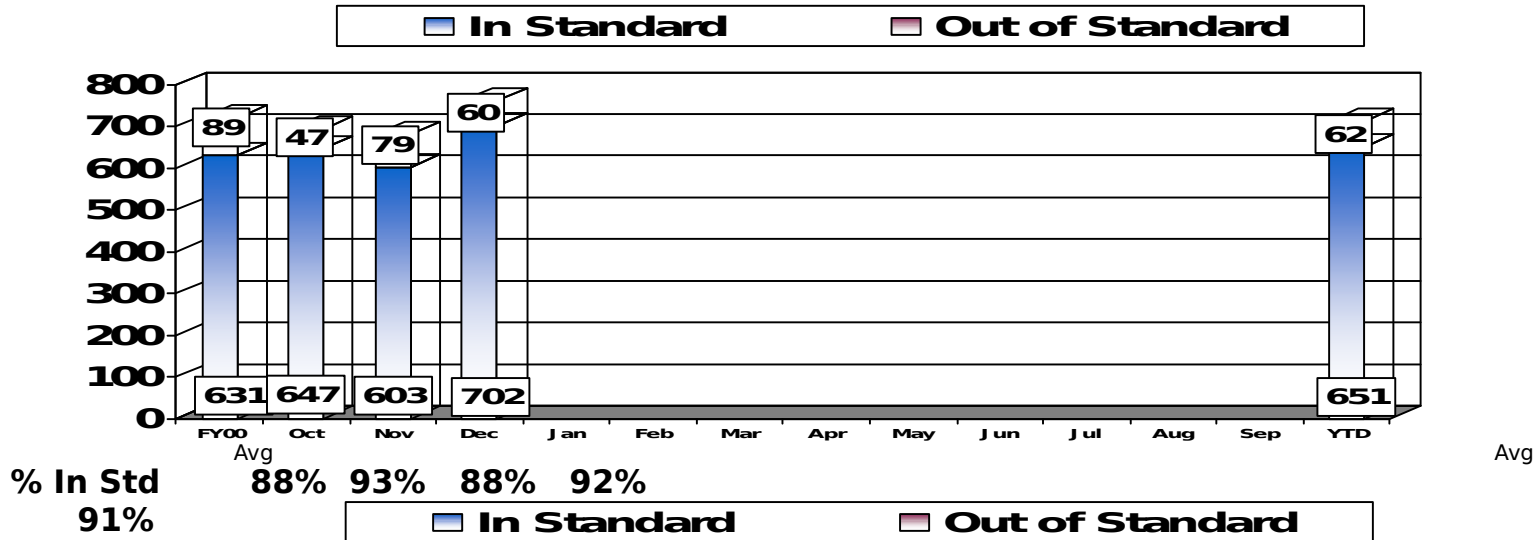 In Standard Out of Standard
800
700
600
500
400
300
200
100
0
89 47 79 60 62
631 647 603 702 651
FY00 Oct Nov Dec Jan Feb Mar Apr May Jun Jul Aug Sep YTD
Avg Avg
% In Std 88% 93% 88% 92%
91%
In Standard Out of Standard